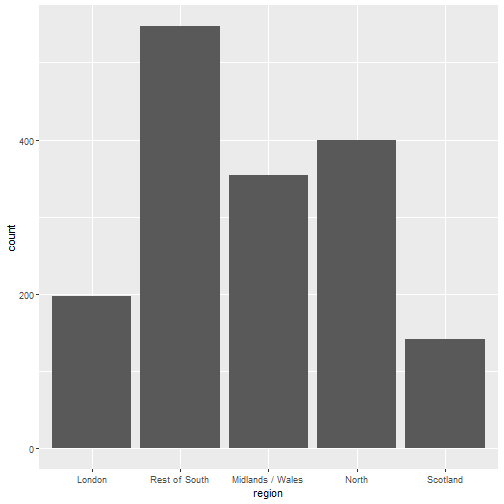 count
400
200
0
London
Rest of South
Midlands / Wales
North
Scotland
region